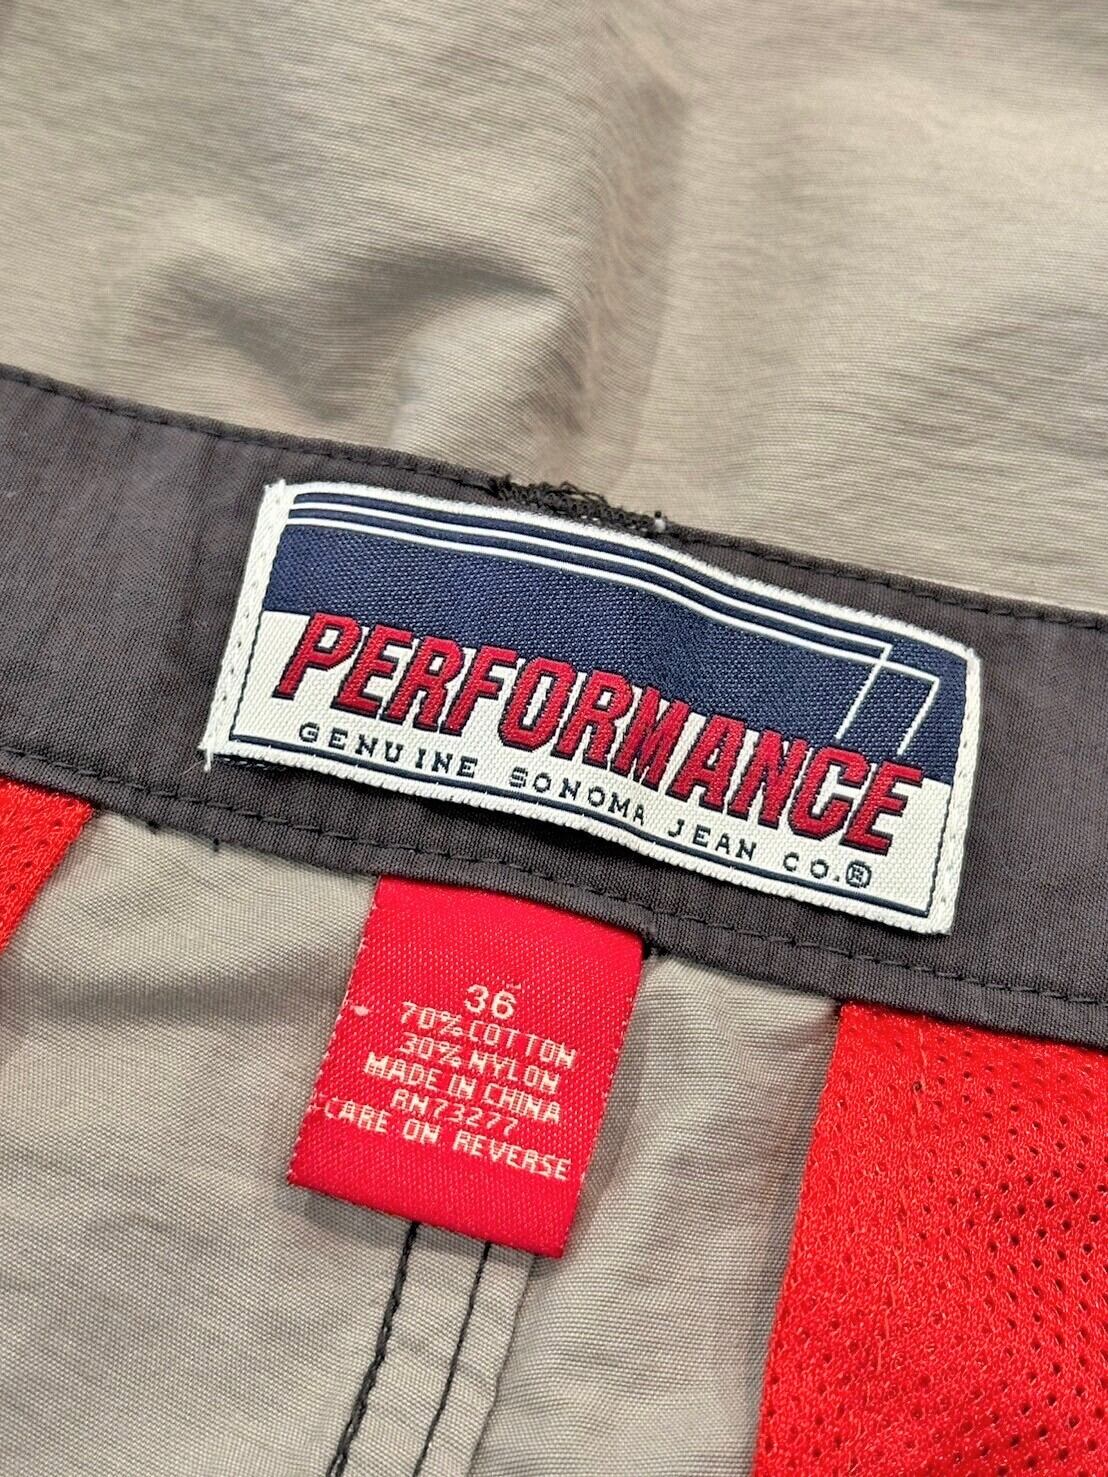 PERFORMANCE
GENUINE SONOMA JEAN CO.®
36
70% COTTON
30% NYLON
MADE IN CHINA
RN73277
CARE ON REVERSE